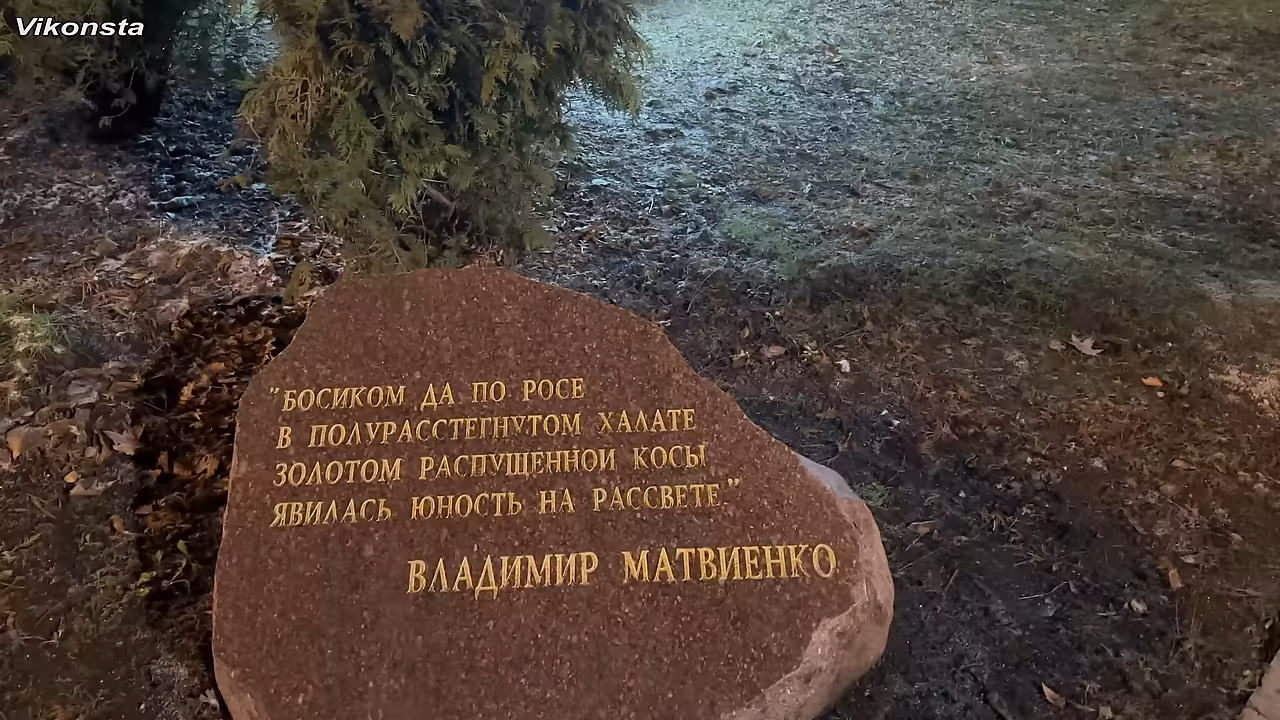 Vikonsta
"БОСИКОМ ДА ПО РОСЕ
В ПОЛУРАССТЕГНУТОМ ХАЛАТЕ
ЗОЛОТОМ РАСПУЩЕННОЙ КОСЫ
ЯВИЛАСЬ ЮНОСТЬ НА РАССВЕТЕ"
ВЛАДИМИР МАТВИЕНКО